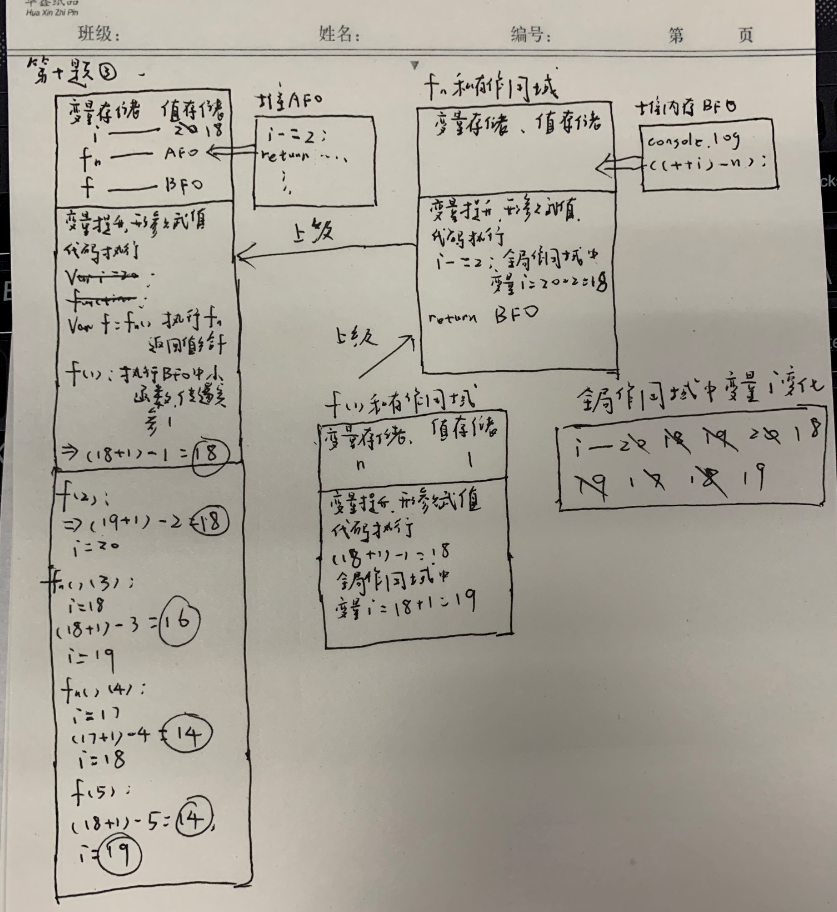 华鑫纸品
Hua Xin Zhi Pin
班级：
姓名：
编号：
第 页
第十题③
变量存储 值存储
i —— 20 18
fn —— AF0
f —— BF0
变量提升，形参赋值
代码执行
Var i=20;
function;
Var f=fn() 执行fn
返回值给f
f(1)：执行BF0中小
函数，传递实
参1
⇒(18+1)-1=18
f(2);
⇒(19+1)-2=18
i=20
fn()(3);
i=18
(18+1)-3=16
i=19
fn()(4);
i=17
(17+1)-4=14
i=18
f(5);
(18+1)-5=14,
i=19
堆AF0
i-=2;
return ....
};
上级
fn私有作用域
变量存储、值存储
变量提升，形参赋值，
代码执行
i-=2；全局作用域中
变量i=20-2=18
return BF0
堆内存BF0
console.log
((++i)-n);
上级
f(1)私有作用域
变量存储、值存储
n 1
变量提升，形参赋值
代码执行
(18+1)-1=18
全局作用域中
变量i=18+1=19
全局作用域中变量i变化
i—20 18 19 20 18
19 17 18 19